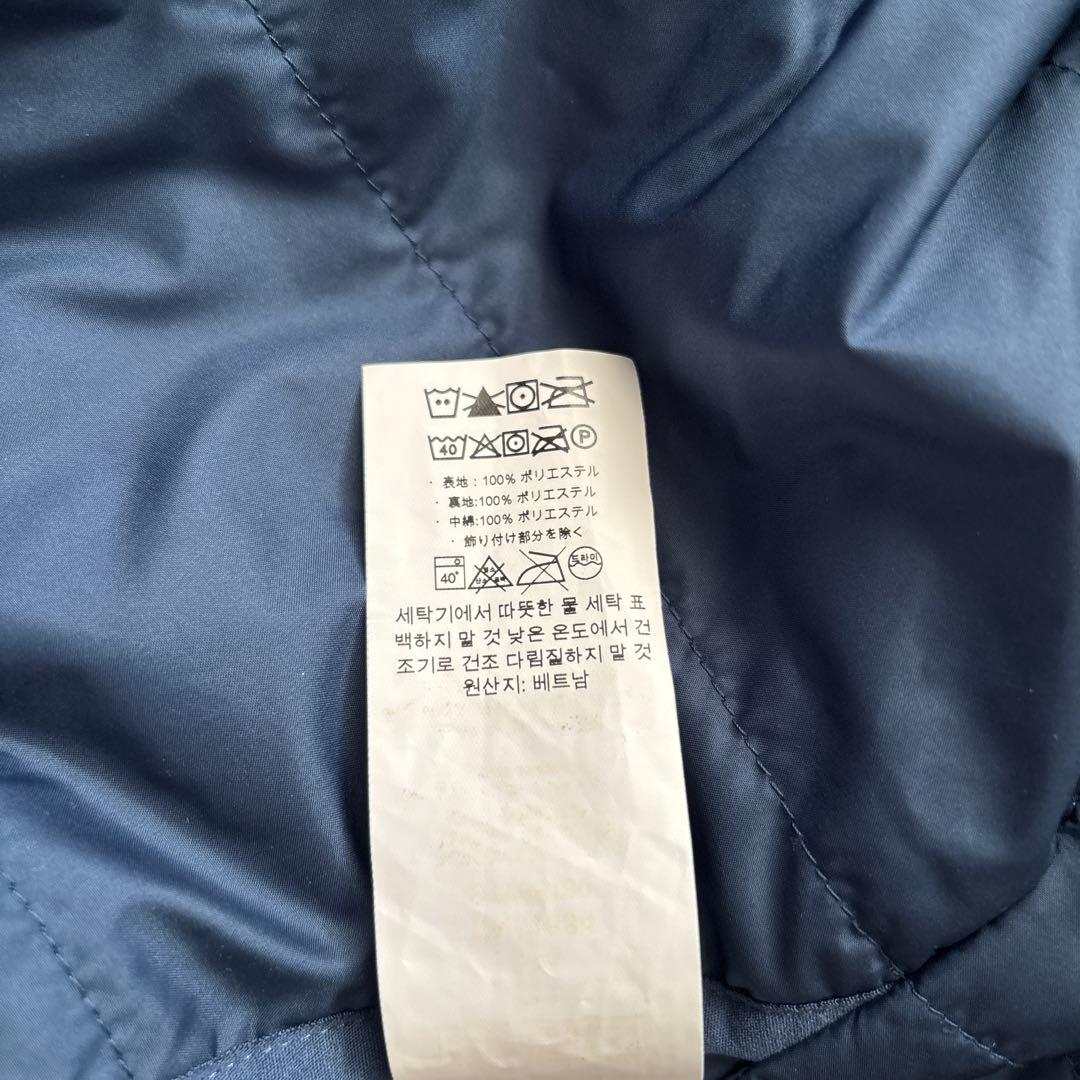 40 P
・表地：100% ポリエステル
・裏地:100% ポリエステル
・中綿:100% ポリエステル
・飾り付け部分を除く
40° 드라이
세탁기에서 따뜻한 물 세탁 표
백하지 말 것 낮은 온도에서 건
조기로 건조 다림질하지 말 것
원산지: 베트남